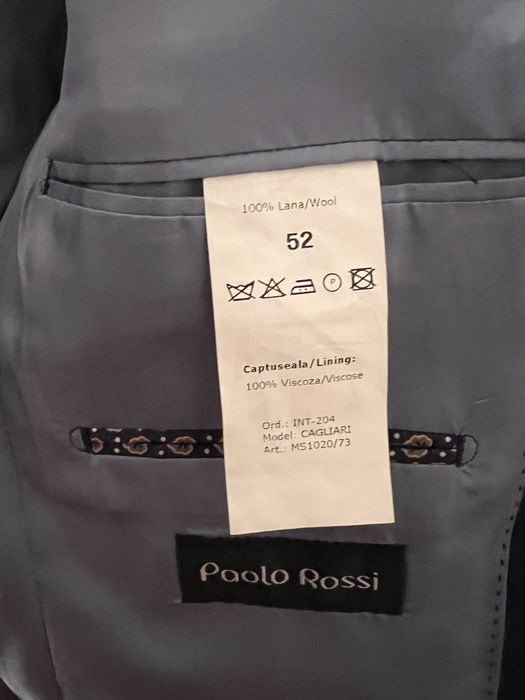 100% Lana/Wool
52
P
Captuseala/Lining:
100% Viscoza/Viscose
Ord.: INT-204
Model: CAGLIARI
Art.: MS1020/73
Paolo Rossi